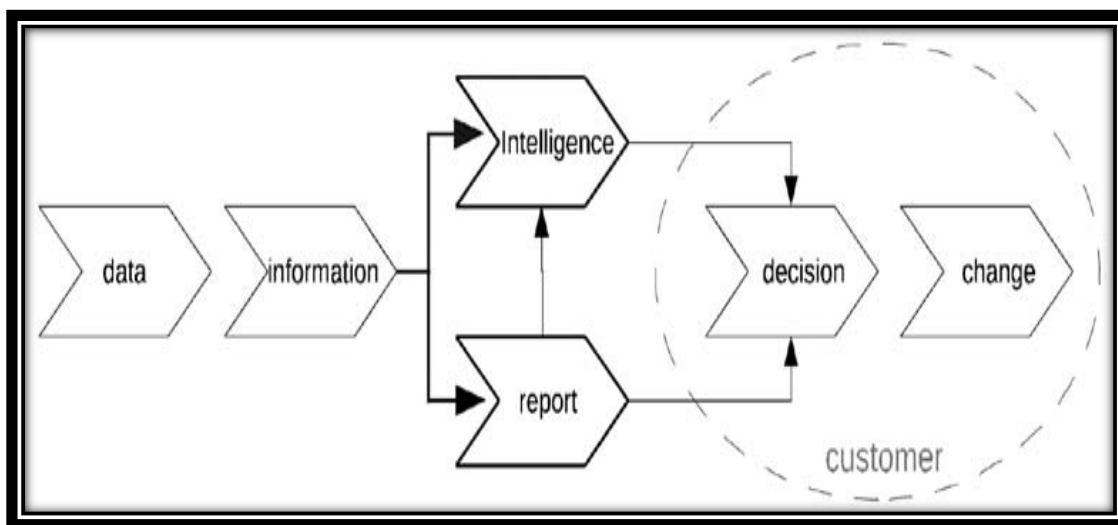 Intelligence
data
information
decision
change
report
customer